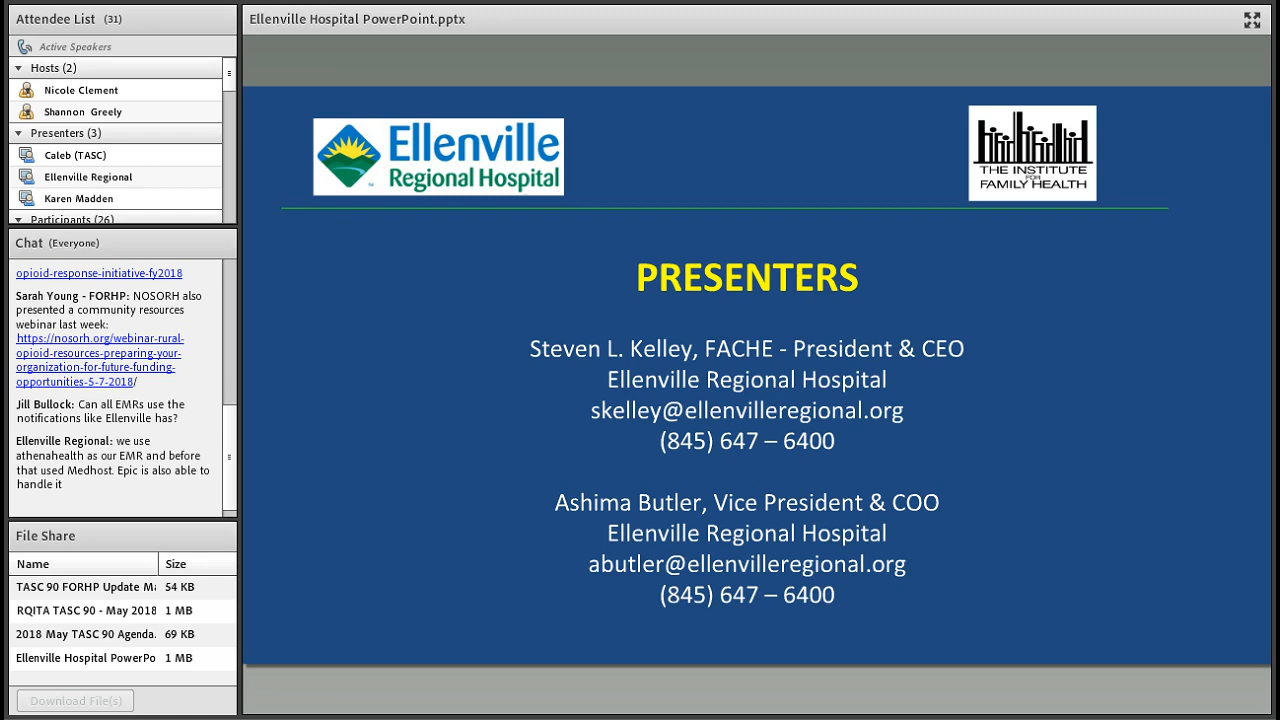 Attendee List (31)
Active Speakers
Hosts (2)
Nicole Clement
Shannon Greely
Presenters (3)
Caleb (TASC)
Ellenville Regional
Karen Madden
Participants (26)
Chat (Everyone)
opioid-response-initiative-fy2018
Sarah Young - FORHP: NOSORH also
presented a community resources
webinar last week:
https://nosorh.org/webinar-rural-
opioid-resources-preparing-your-
organization-for-future-funding-
opportunities-5-7-2018/
Jill Bullock: Can all EMRs use the
notifications like Ellenville has?
Ellenville Regional: we use
athenahealth as our EMR and before
that used Medhost. Epic is also able to
handle it
File Share
Name Size
TASC 90 FORHP Update Ma 54 KB
RQITA TASC 90 - May 2018 1 MB
2018 May TASC 90 Agenda. 69 KB
Ellenville Hospital PowerPo 1 MB
Download File(s)
Ellenville Hospital PowerPoint.pptx
Ellenville
Regional Hospital
THE INSTITUTE
FOR
FAMILY HEALTH
PRESENTERS
Steven L. Kelley, FACHE - President & CEO
Ellenville Regional Hospital
skelley@ellenvilleregional.org
(845) 647 – 6400
Ashima Butler, Vice President & COO
Ellenville Regional Hospital
abutler@ellenvilleregional.org
(845) 647 – 6400